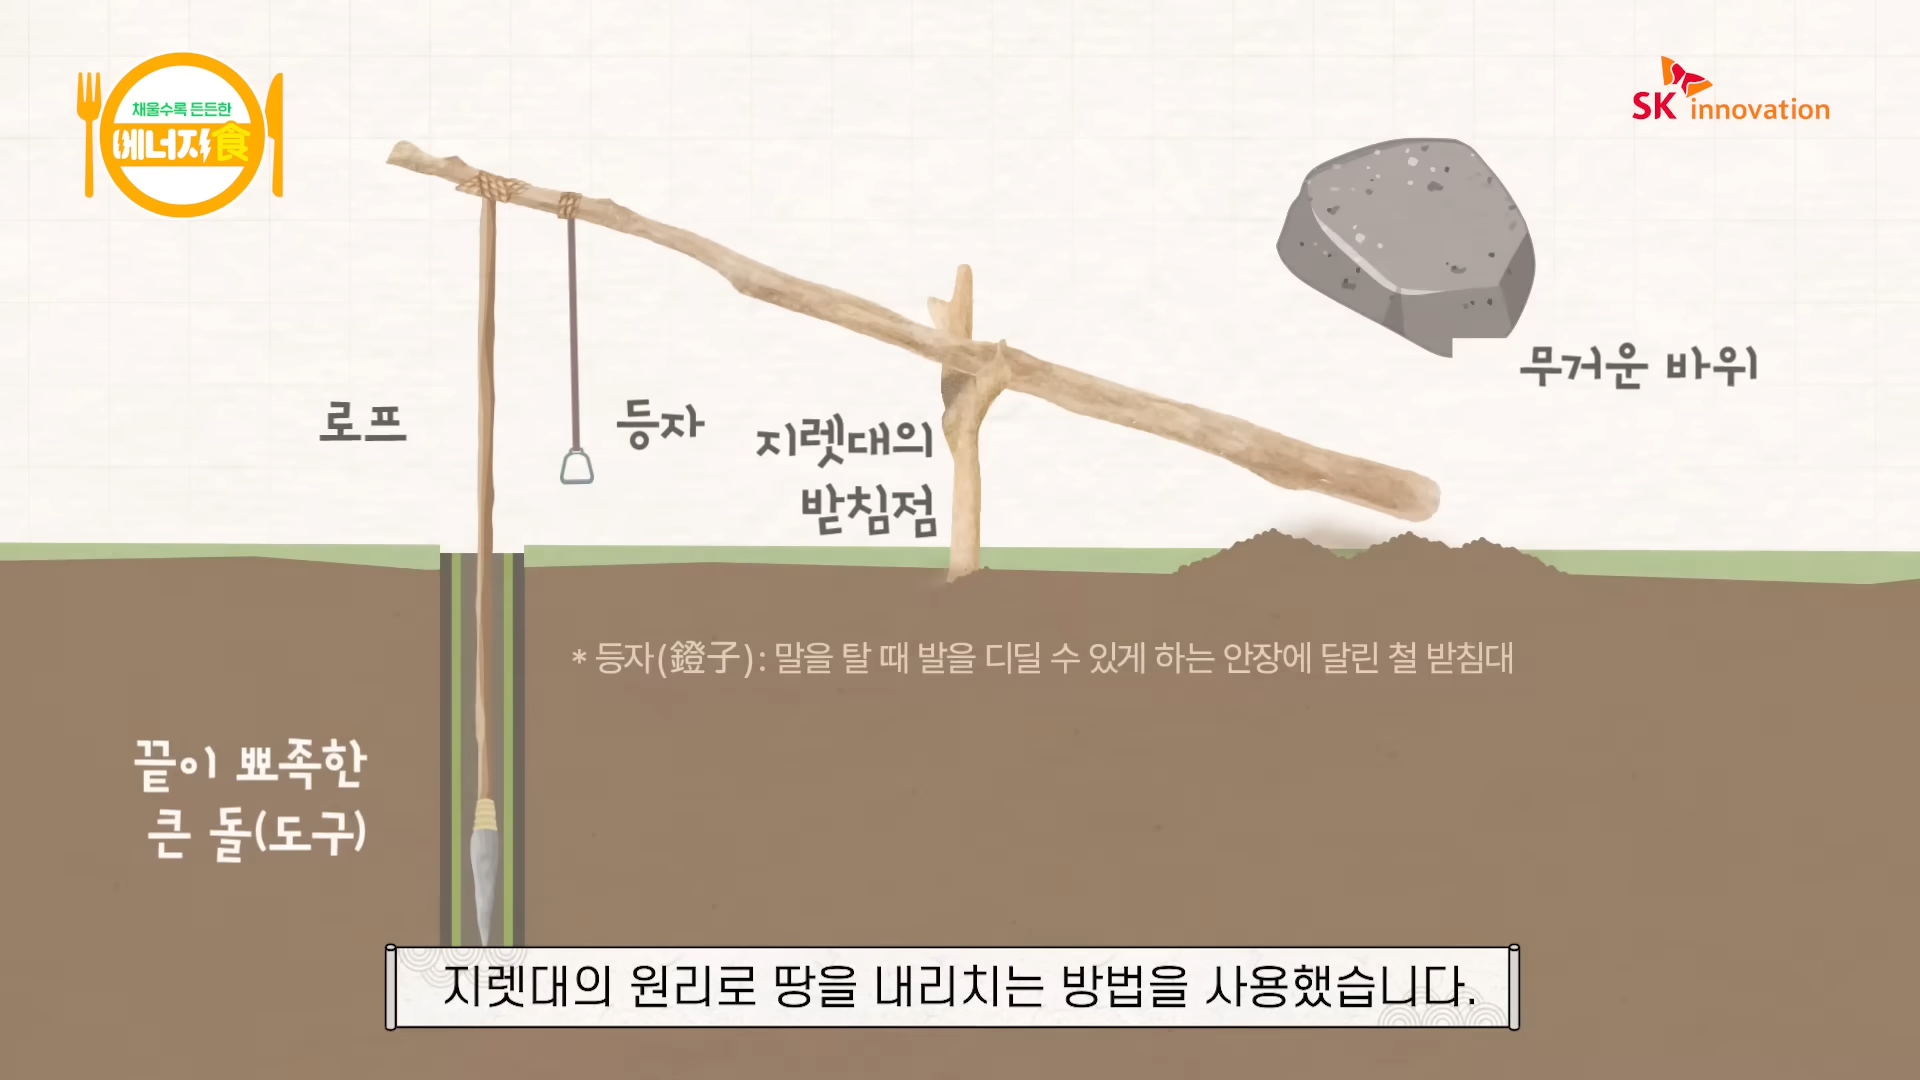 채울수록 든든한
에너지食
SK innovation
무거운 바위
로프
등자
지렛대의
받침점
* 등자(鐙子) : 말을 탈 때 발을 디딜 수 있게 하는 안장에 달린 철 받침대
끝이 뾰족한
큰 돌(도구)
지렛대의 원리로 땅을 내리치는 방법을 사용했습니다.